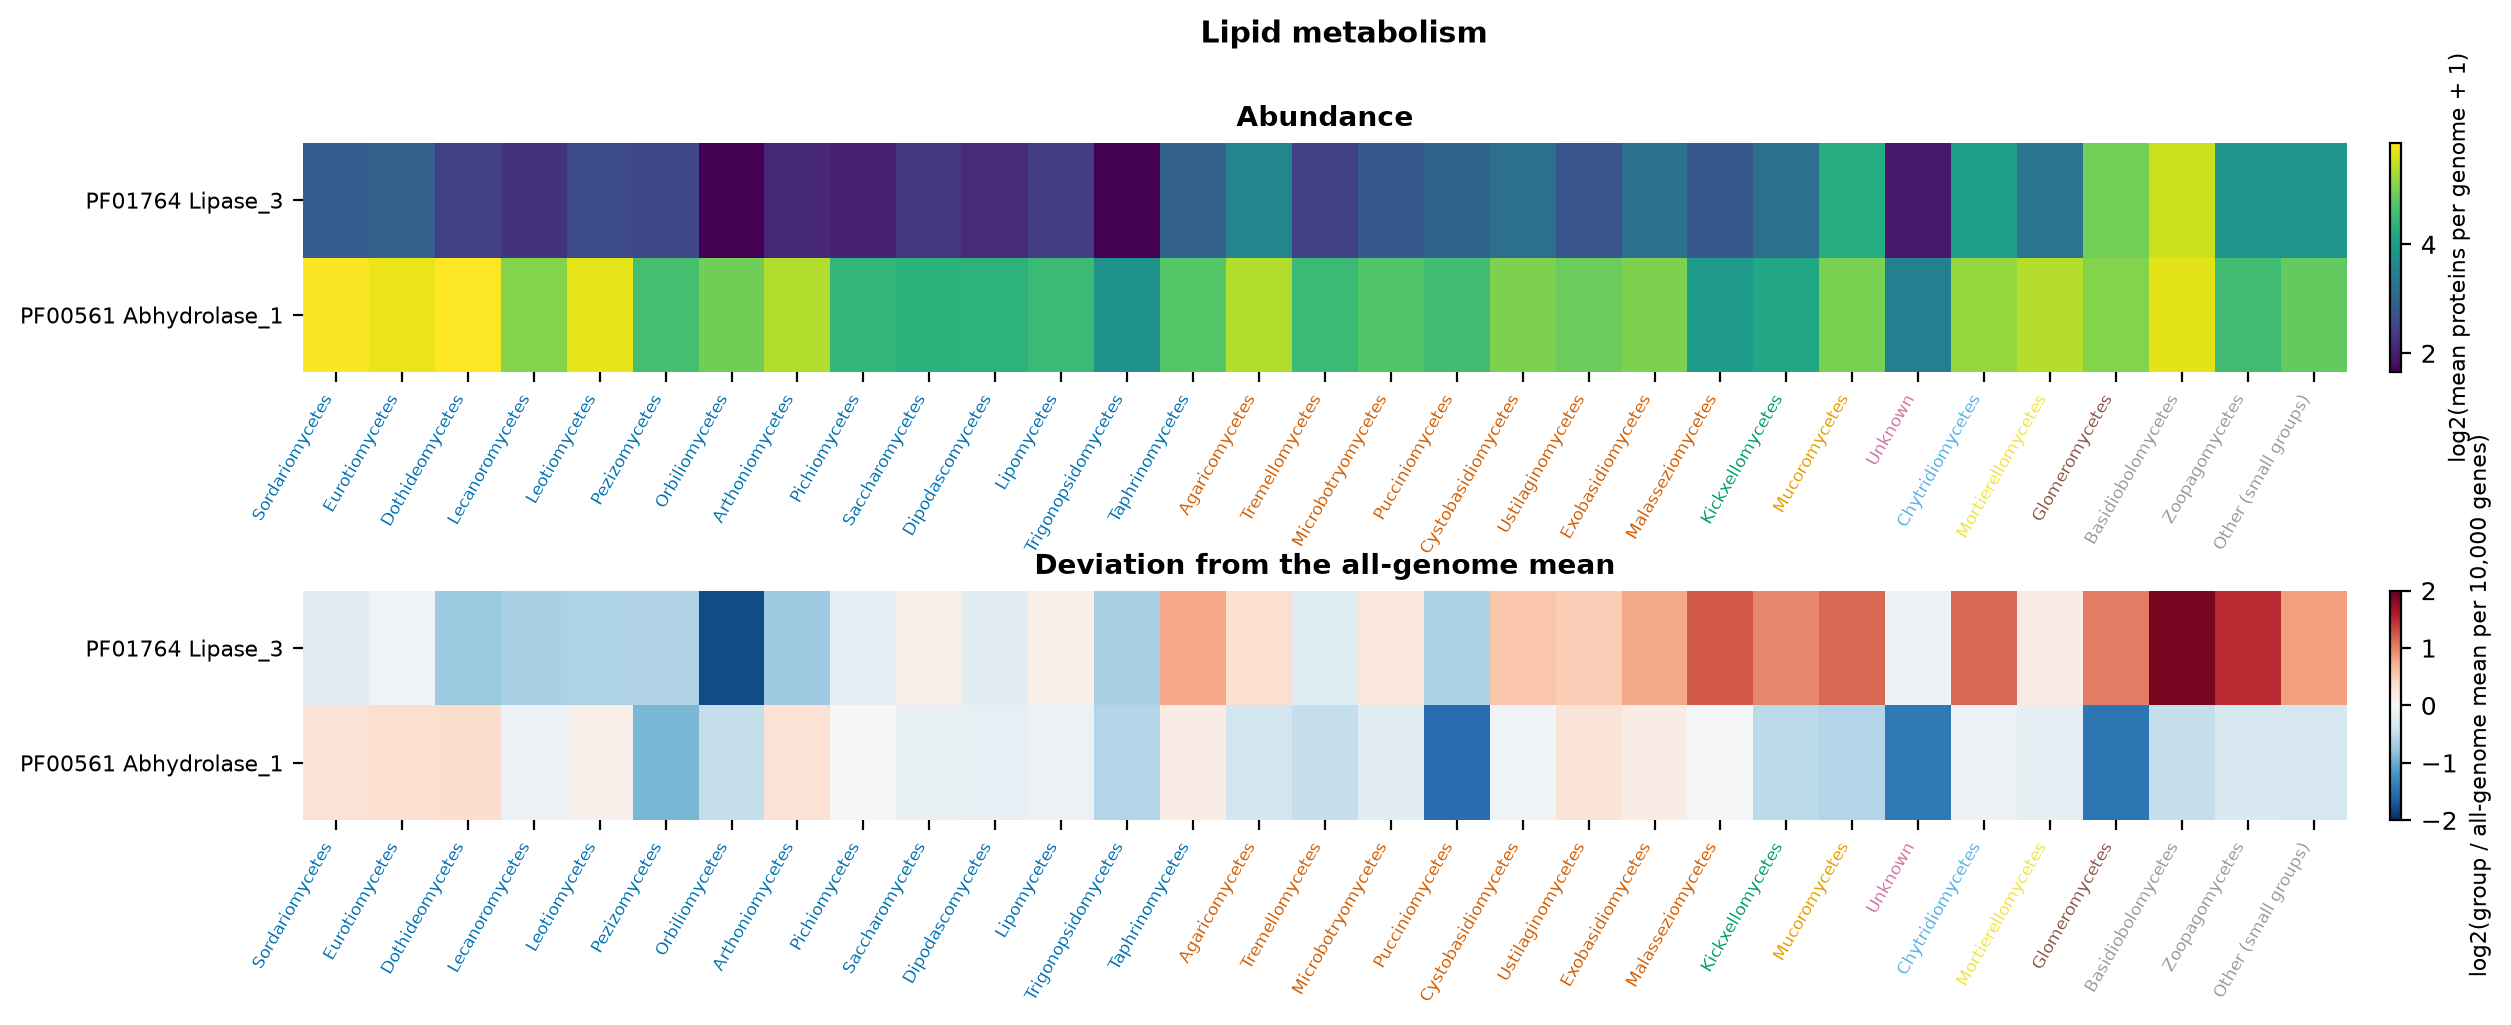 Lipid metabolism
Abundance
PF01764 Lipase_3
PF00561 Abhydrolase_1
Sordariomycetes
Eurotiomycetes
Dothideomycetes
Lecanoromycetes
Leotiomycetes
Pezizomycetes
Orbiliomycetes
Arthoniomycetes
Pichiomycetes
Saccharomycetes
Dipodascomycetes
Lipomycetes
Trigonopsidomycetes
Taphrinomycetes
Agaricomycetes
Tremellomycetes
Microbotryomycetes
Pucciniomycetes
Cystobasidiomycetes
Ustilaginomycetes
Exobasidiomycetes
Malasseziomycetes
Kickxellomycetes
Mucoromycetes
Unknown
Chytridiomycetes
Mortierellomycetes
Glomeromycetes
Basidiobolomycetes
Zoopagomycetes
Other (small groups)
4
2
log2(mean proteins per genome + 1)
Deviation from the all-genome mean
PF01764 Lipase_3
PF00561 Abhydrolase_1
Sordariomycetes
Eurotiomycetes
Dothideomycetes
Lecanoromycetes
Leotiomycetes
Pezizomycetes
Orbiliomycetes
Arthoniomycetes
Pichiomycetes
Saccharomycetes
Dipodascomycetes
Lipomycetes
Trigonopsidomycetes
Taphrinomycetes
Agaricomycetes
Tremellomycetes
Microbotryomycetes
Pucciniomycetes
Cystobasidiomycetes
Ustilaginomycetes
Exobasidiomycetes
Malasseziomycetes
Kickxellomycetes
Mucoromycetes
Unknown
Chytridiomycetes
Mortierellomycetes
Glomeromycetes
Basidiobolomycetes
Zoopagomycetes
Other (small groups)
2
1
0
−1
−2
log2(group / all-genome mean per 10,000 genes)